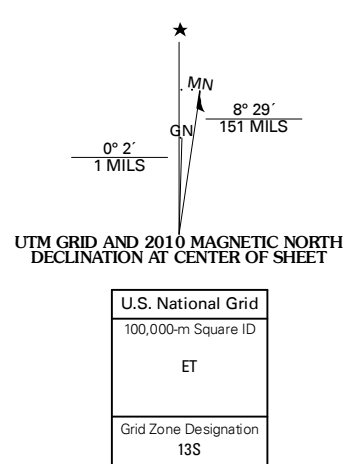 ★
MN
8° 29´
151 MILS
GN
0° 2´
1 MILS
UTM GRID AND 2010 MAGNETIC NORTH
DECLINATION AT CENTER OF SHEET
U.S. National Grid
100,000-m Square ID
ET
Grid Zone Designation
13S